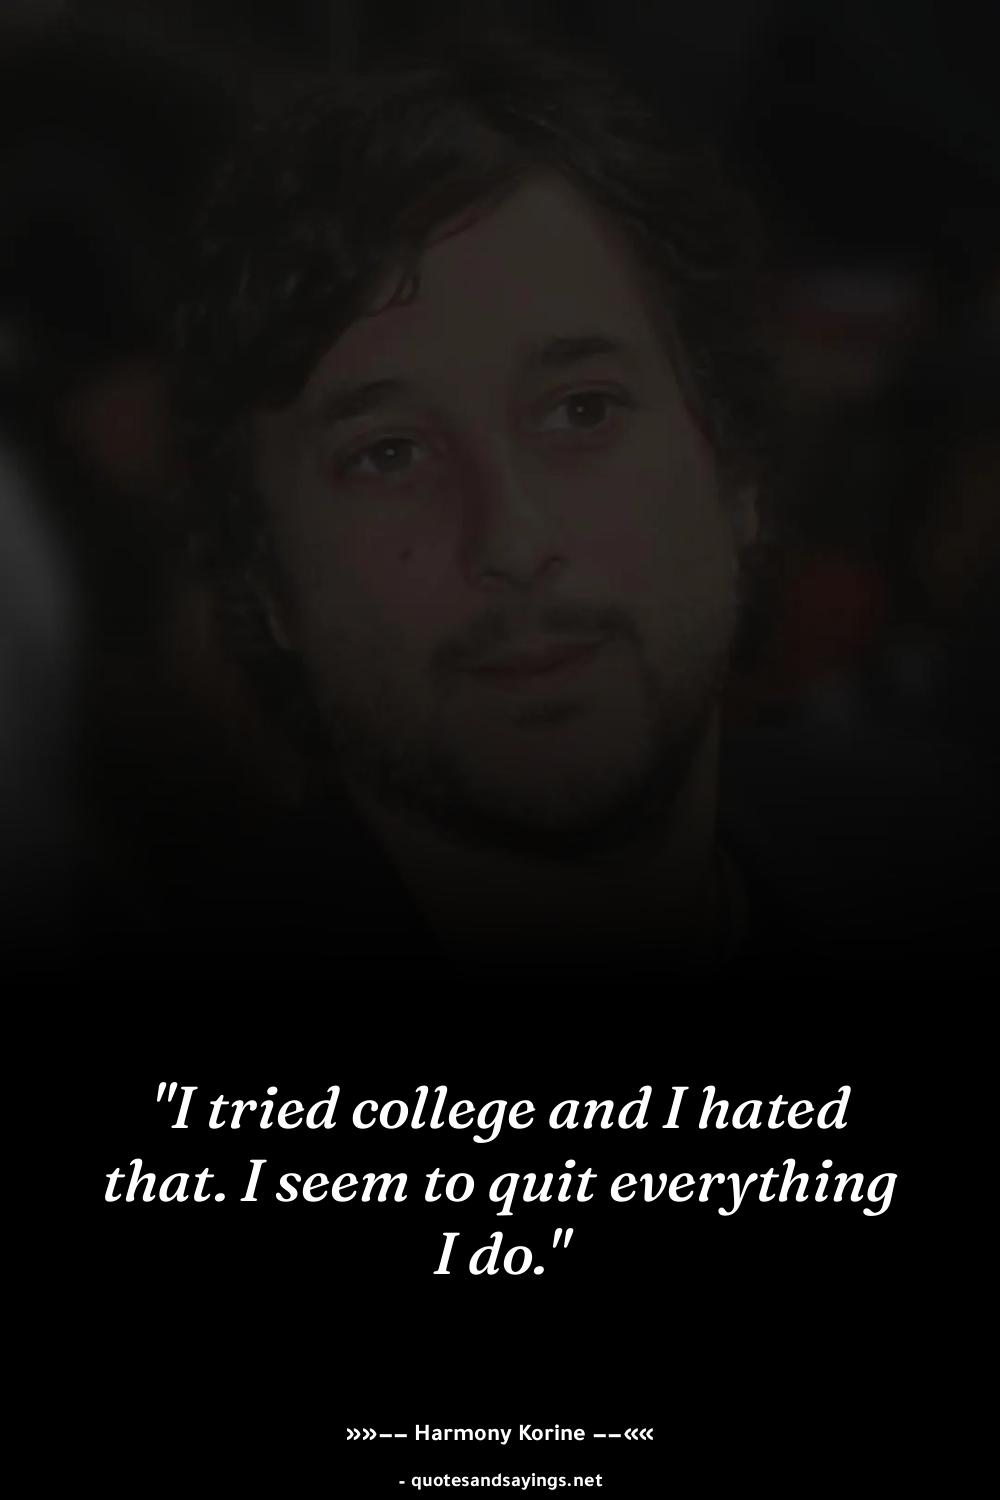 "I tried college and I hated
that. I seem to quit everything
I do."
»»−− Harmony Korine −−««
- quotesandsayings.net